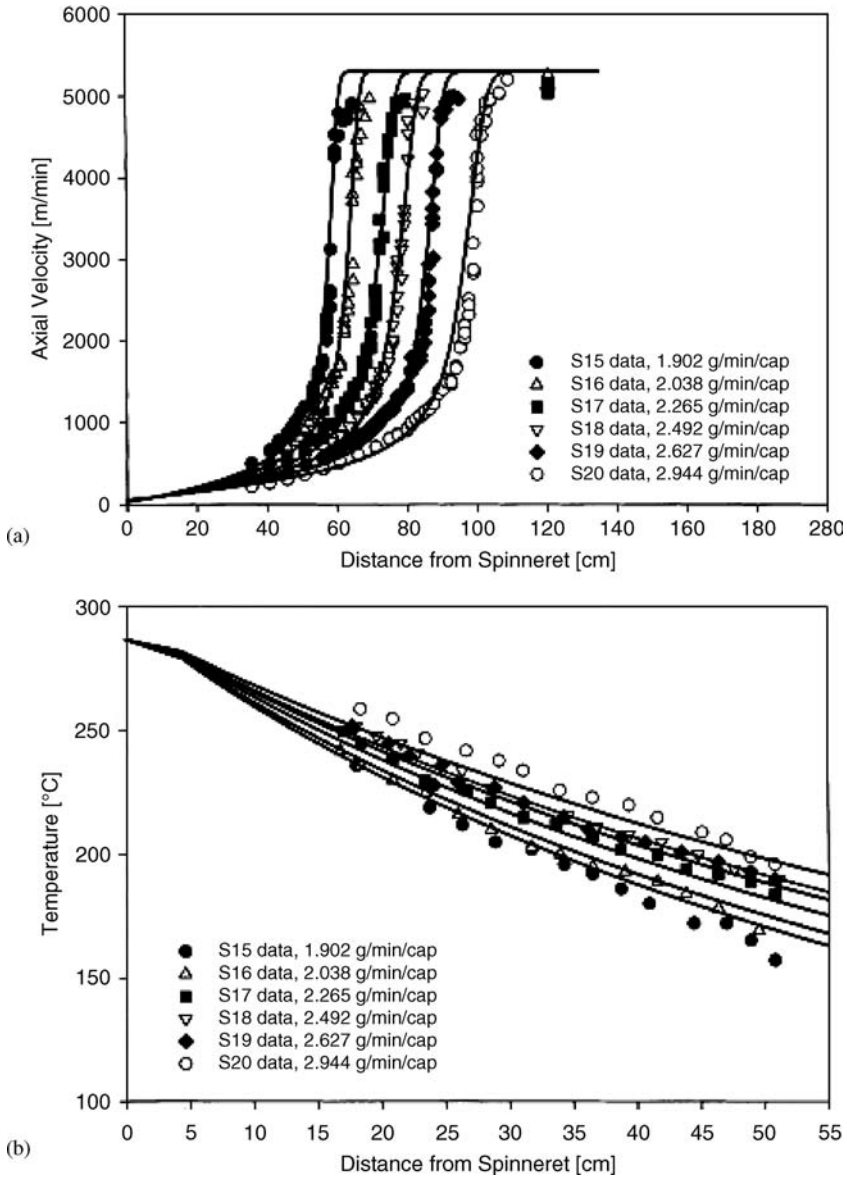 6000
5000
4000
3000
2000
1000
0
Axial Velocity [m/min]
S15 data, 1.902 g/min/cap
S16 data, 2.038 g/min/cap
S17 data, 2.265 g/min/cap
S18 data, 2.492 g/min/cap
S19 data, 2.627 g/min/cap
S20 data, 2.944 g/min/cap
0 20 40 60 80 100 120 140 160 180 200 220 240 260 280
(a)
Distance from Spinneret [cm]
300
250
200
150
100
Temperature [°C]
S15 data, 1.902 g/min/cap
S16 data, 2.038 g/min/cap
S17 data, 2.265 g/min/cap
S18 data, 2.492 g/min/cap
S19 data, 2.627 g/min/cap
S20 data, 2.944 g/min/cap
0 5 10 15 20 25 30 35 40 45 50 55
(b)
Distance from Spinneret [cm]